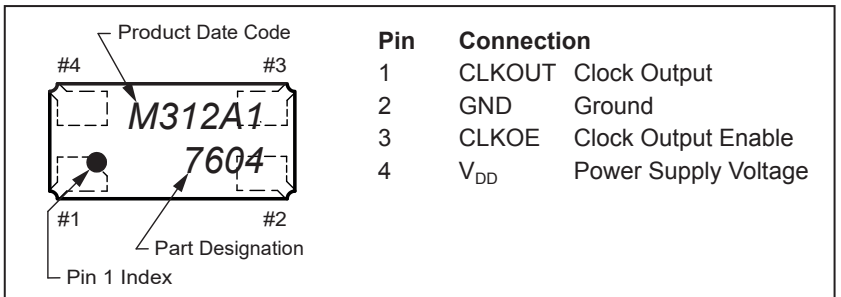 Product Date Code
#4 #3
M312A1
7604
#1 #2
Part Designation
Pin 1 Index
Pin Connection
1 CLKOUT Clock Output
2 GND Ground
3 CLKOE Clock Output Enable
4 VDD Power Supply Voltage